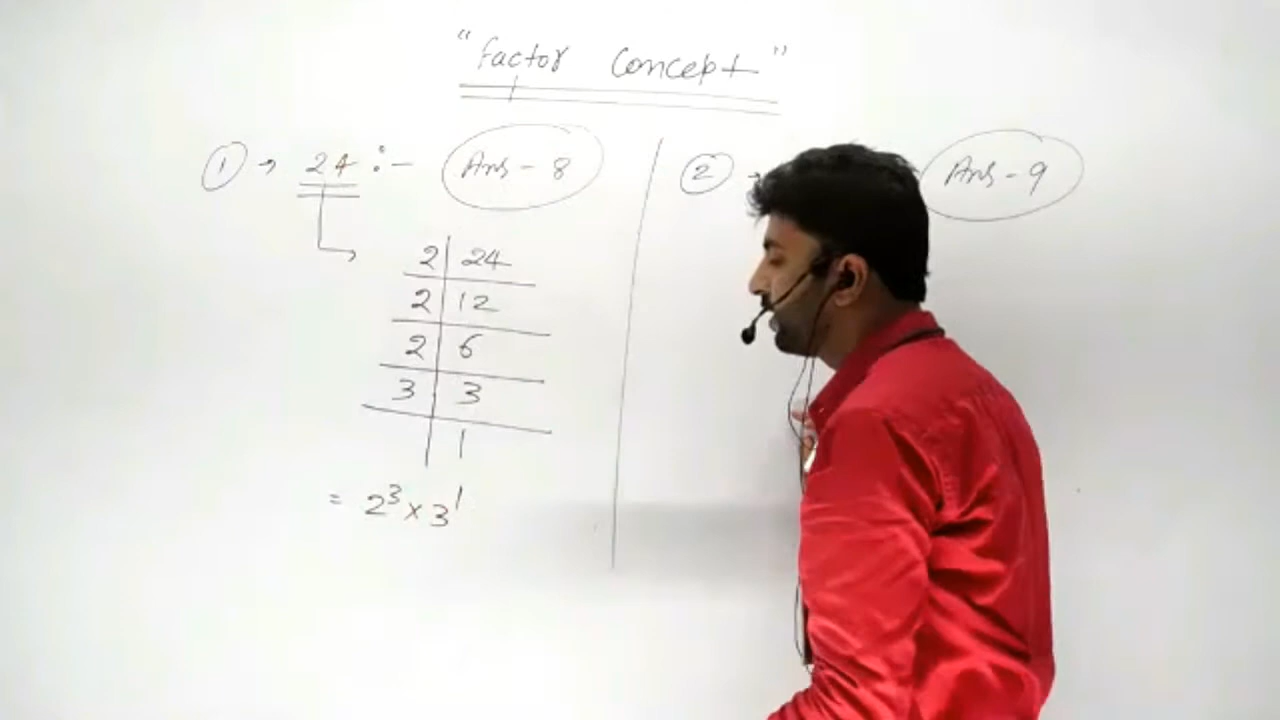 "Factor Concept"
① → 24 :- Ans - 8
2 | 24
2 | 12
2 | 6
3 | 3
1
= 2³ × 3¹
② → Ans - 9